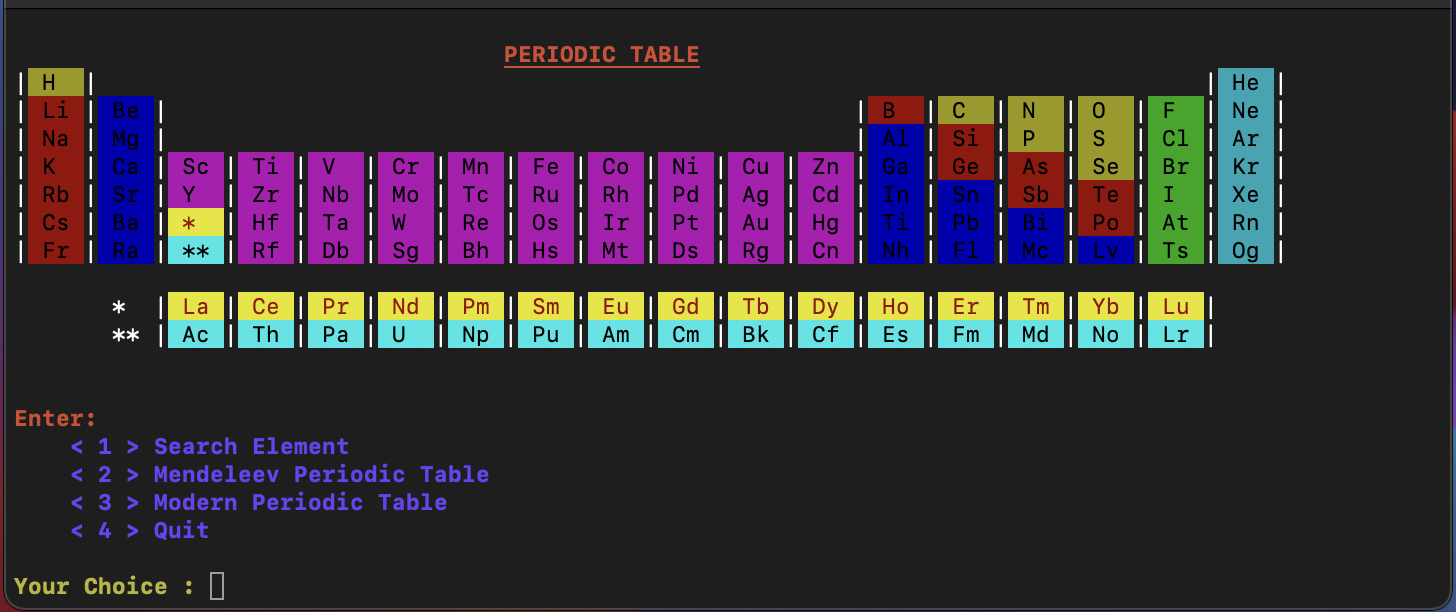 PERIODIC TABLE
| H | | He |
| Li | Be | | B | C | N | O | F | Ne |
| Na | Mg | | Al | Si | P | S | Cl | Ar |
| K | Ca | Sc | Ti | V | Cr | Mn | Fe | Co | Ni | Cu | Zn | Ga | Ge | As | Se | Br | Kr |
| Rb | Sr | Y | Zr | Nb | Mo | Tc | Ru | Rh | Pd | Ag | Cd | In | Sn | Sb | Te | I | Xe |
| Cs | Ba | * | Hf | Ta | W | Re | Os | Ir | Pt | Au | Hg | Ti | Pb | Bi | Po | At | Rn |
| Fr | Ra | ** | Rf | Db | Sg | Bh | Hs | Mt | Ds | Rg | Cn | Nh | Fl | Mc | Lv | Ts | Og |
* | La | Ce | Pr | Nd | Pm | Sm | Eu | Gd | Tb | Dy | Ho | Er | Tm | Yb | Lu |
** | Ac | Th | Pa | U | Np | Pu | Am | Cm | Bk | Cf | Es | Fm | Md | No | Lr |
Enter:
< 1 > Search Element
< 2 > Mendeleev Periodic Table
< 3 > Modern Periodic Table
< 4 > Quit
Your Choice :